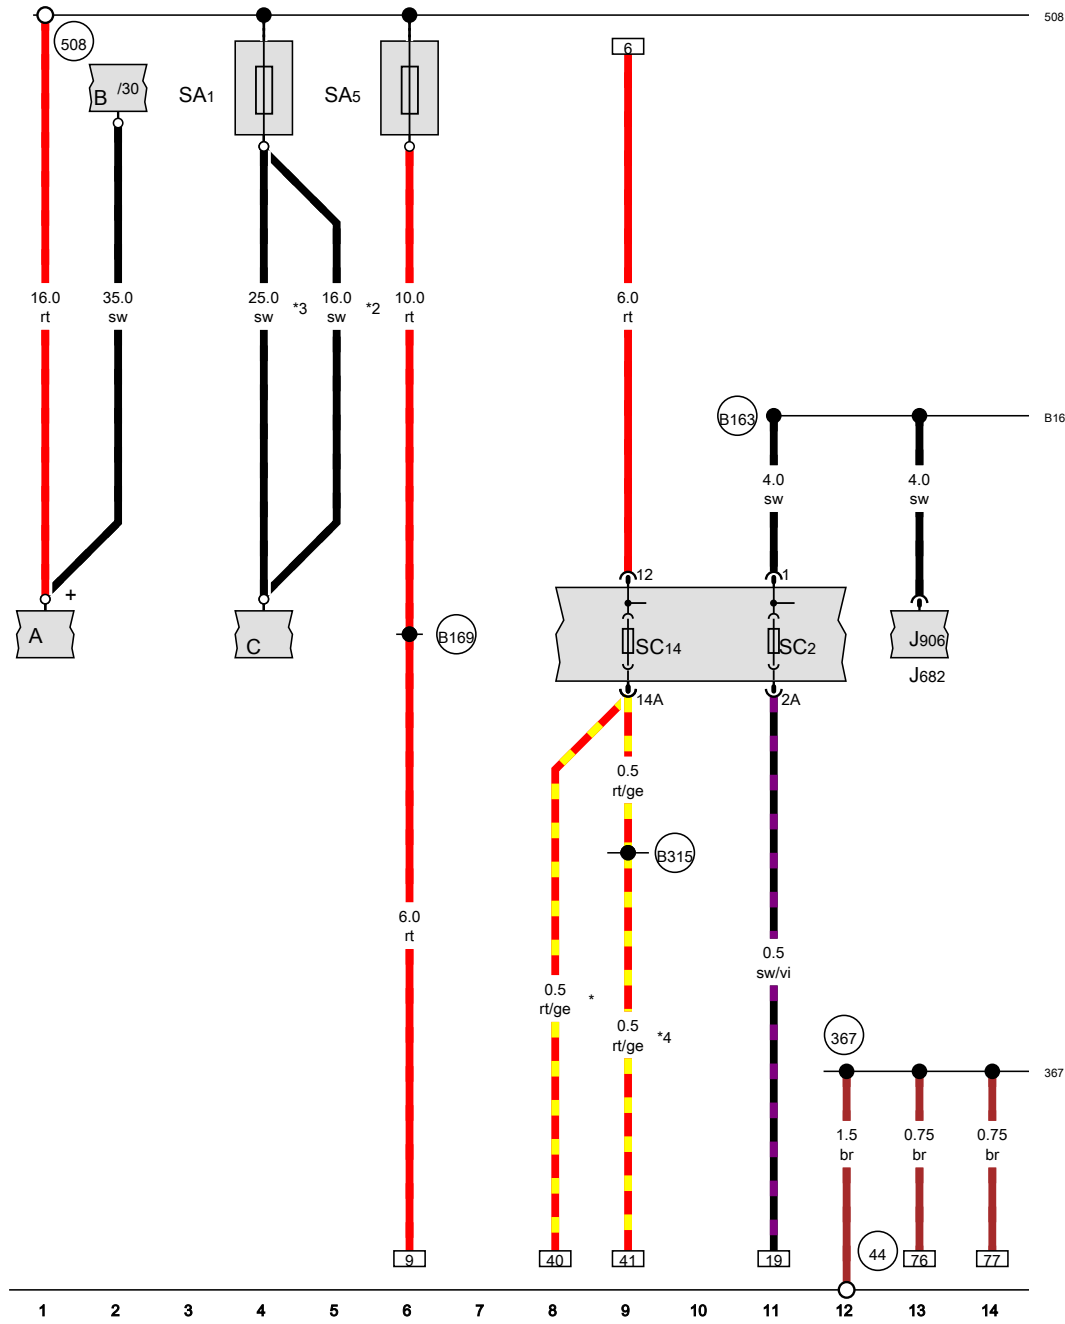 508
508
6
B /30
SA1
SA5
16.0
rt
35.0
sw
25.0
sw
*3
16.0
sw
*2
10.0
rt
6.0
rt
B163
B16
4.0
sw
4.0
sw
12
1
+
A
C
B169
SC14
SC2
J906
J682
14A
2A
0.5
rt/ge
B315
6.0
rt
0.5
sw/vi
0.5
rt/ge
*
0.5
rt/ge
*4
367
367
1.5
br
0.75
br
0.75
br
9
40
41
19
44
76
77
1 2 3 4 5 6 7 8 9 10 11 12 13 14